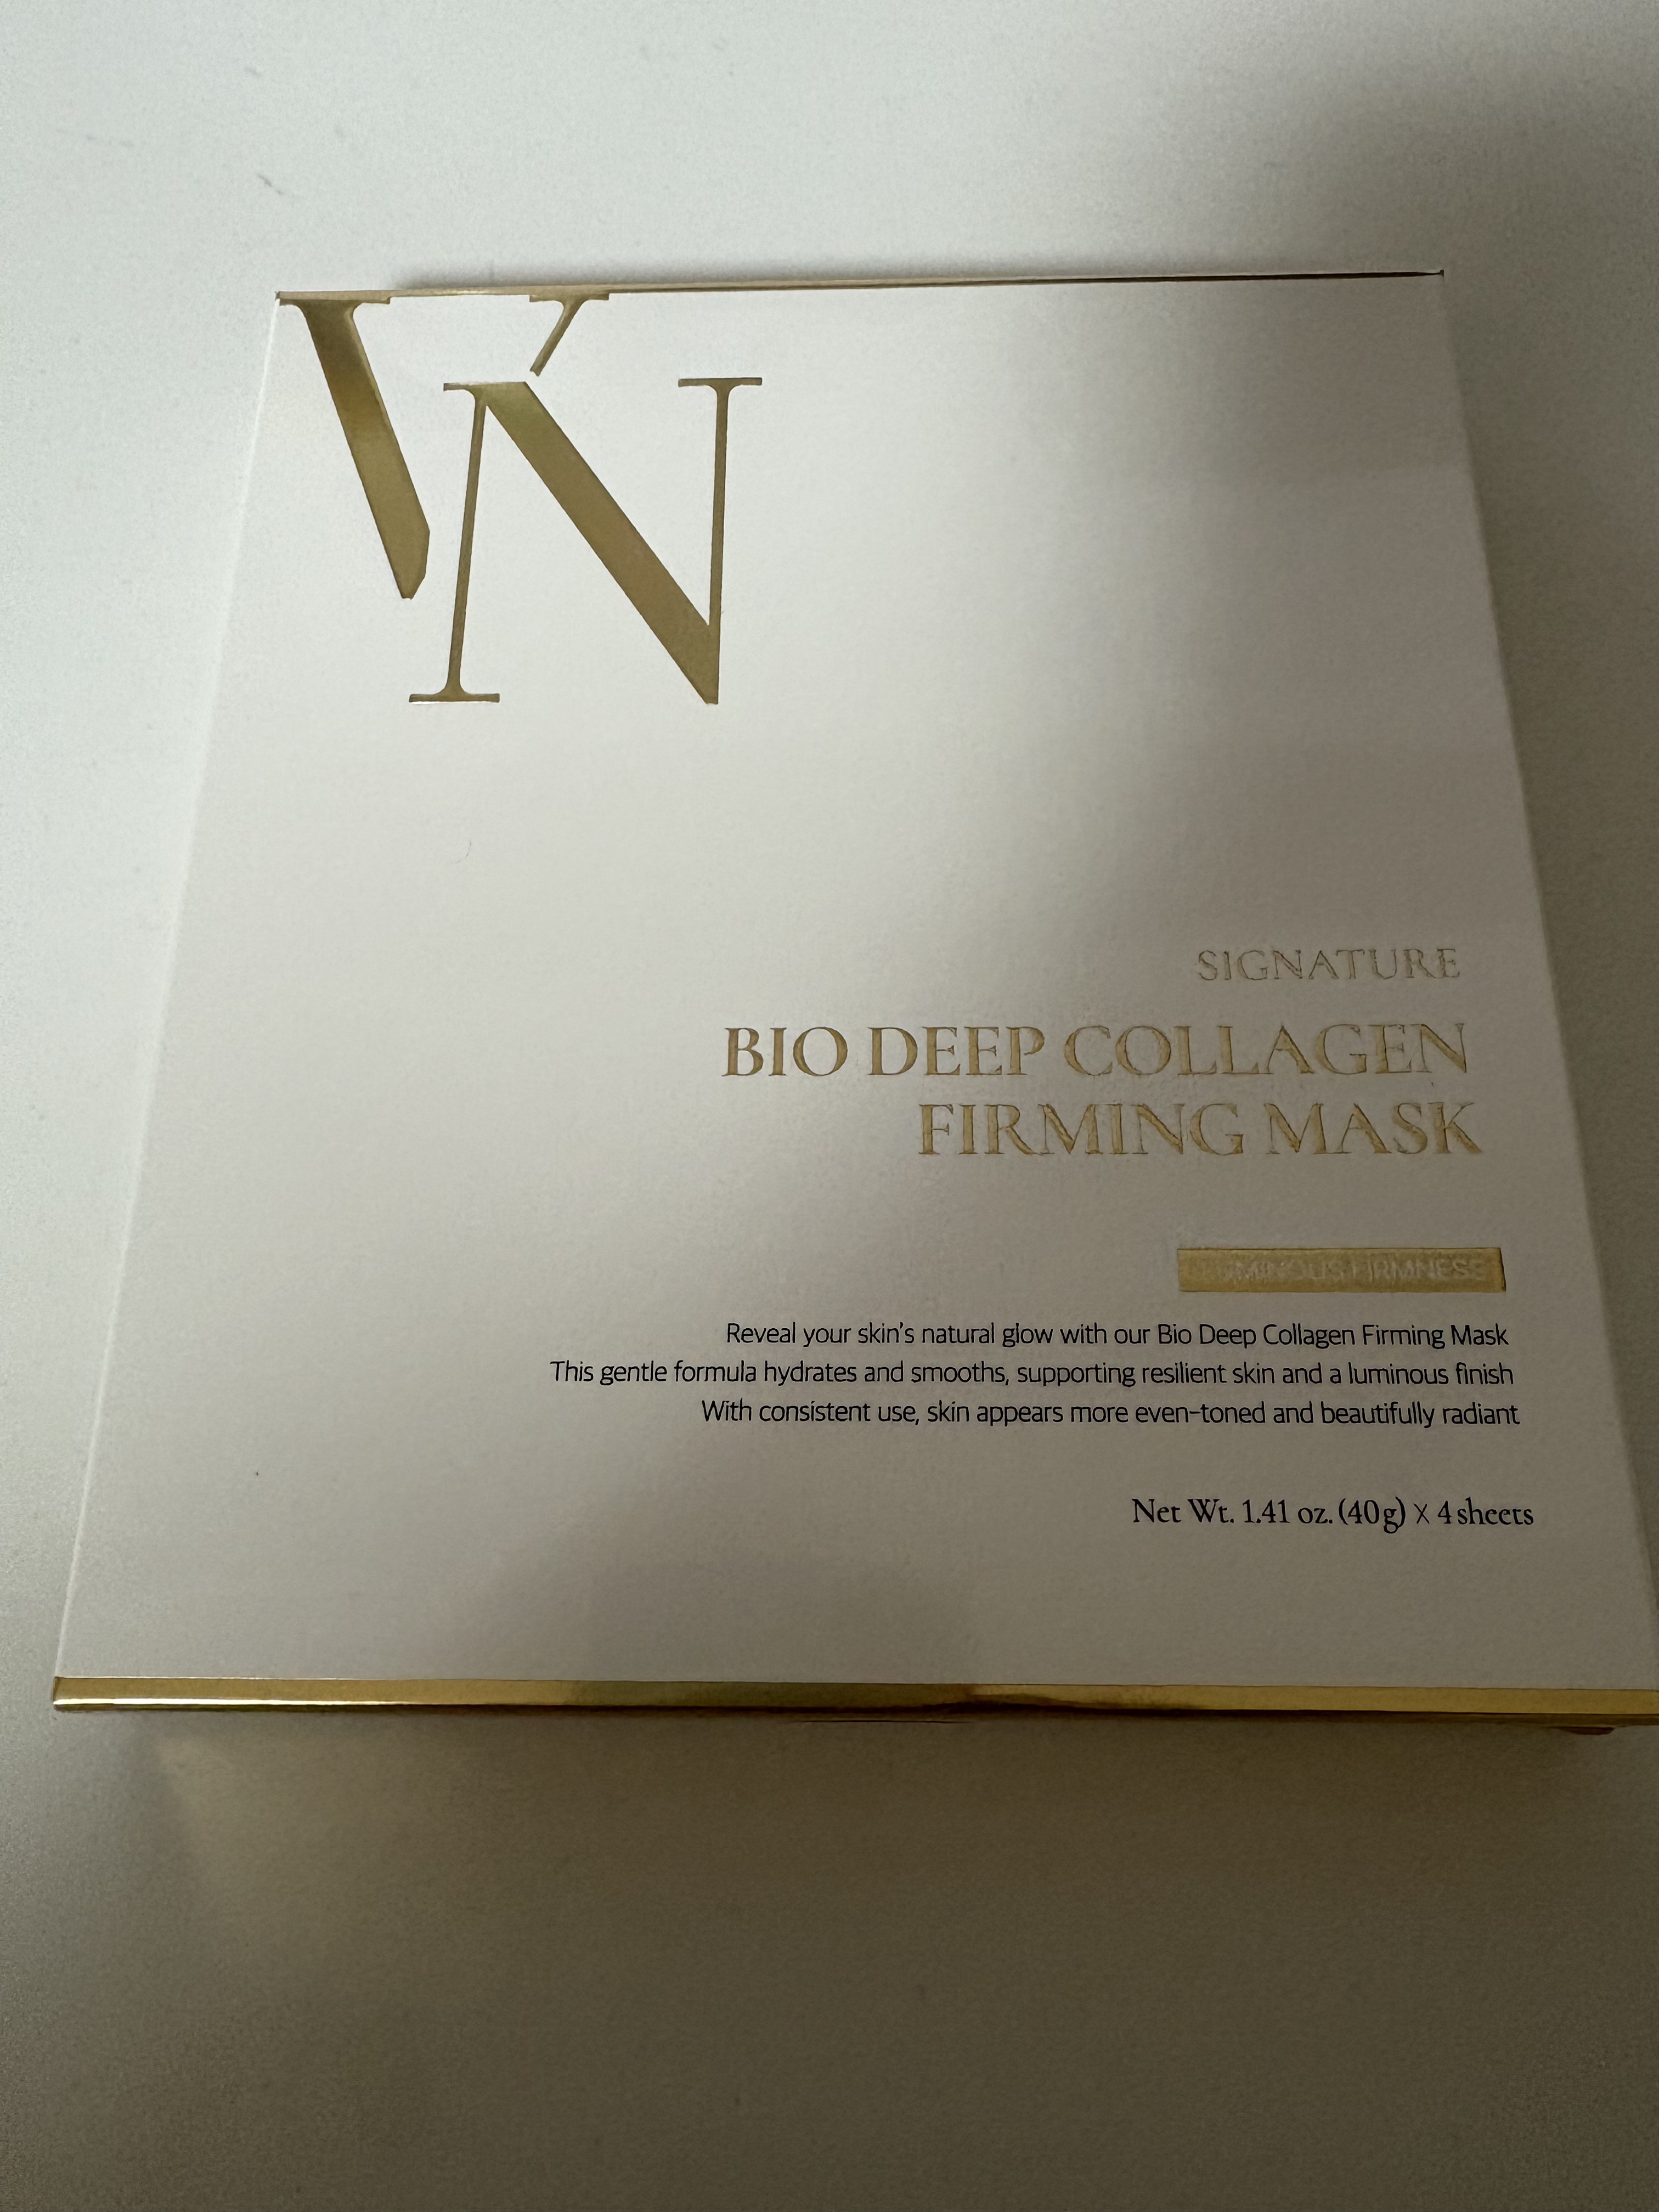 VN
SIGNATURE
BIO DEEP COLLAGEN
FIRMING MASK
LUMINOUS FIRMNESS
Reveal your skin's natural glow with our Bio Deep Collagen Firming Mask
This gentle formula hydrates and smooths, supporting resilient skin and a luminous finish
With consistent use, skin appears more even-toned and beautifully radiant
Net Wt. 1.41 oz. (40g) X 4 sheets